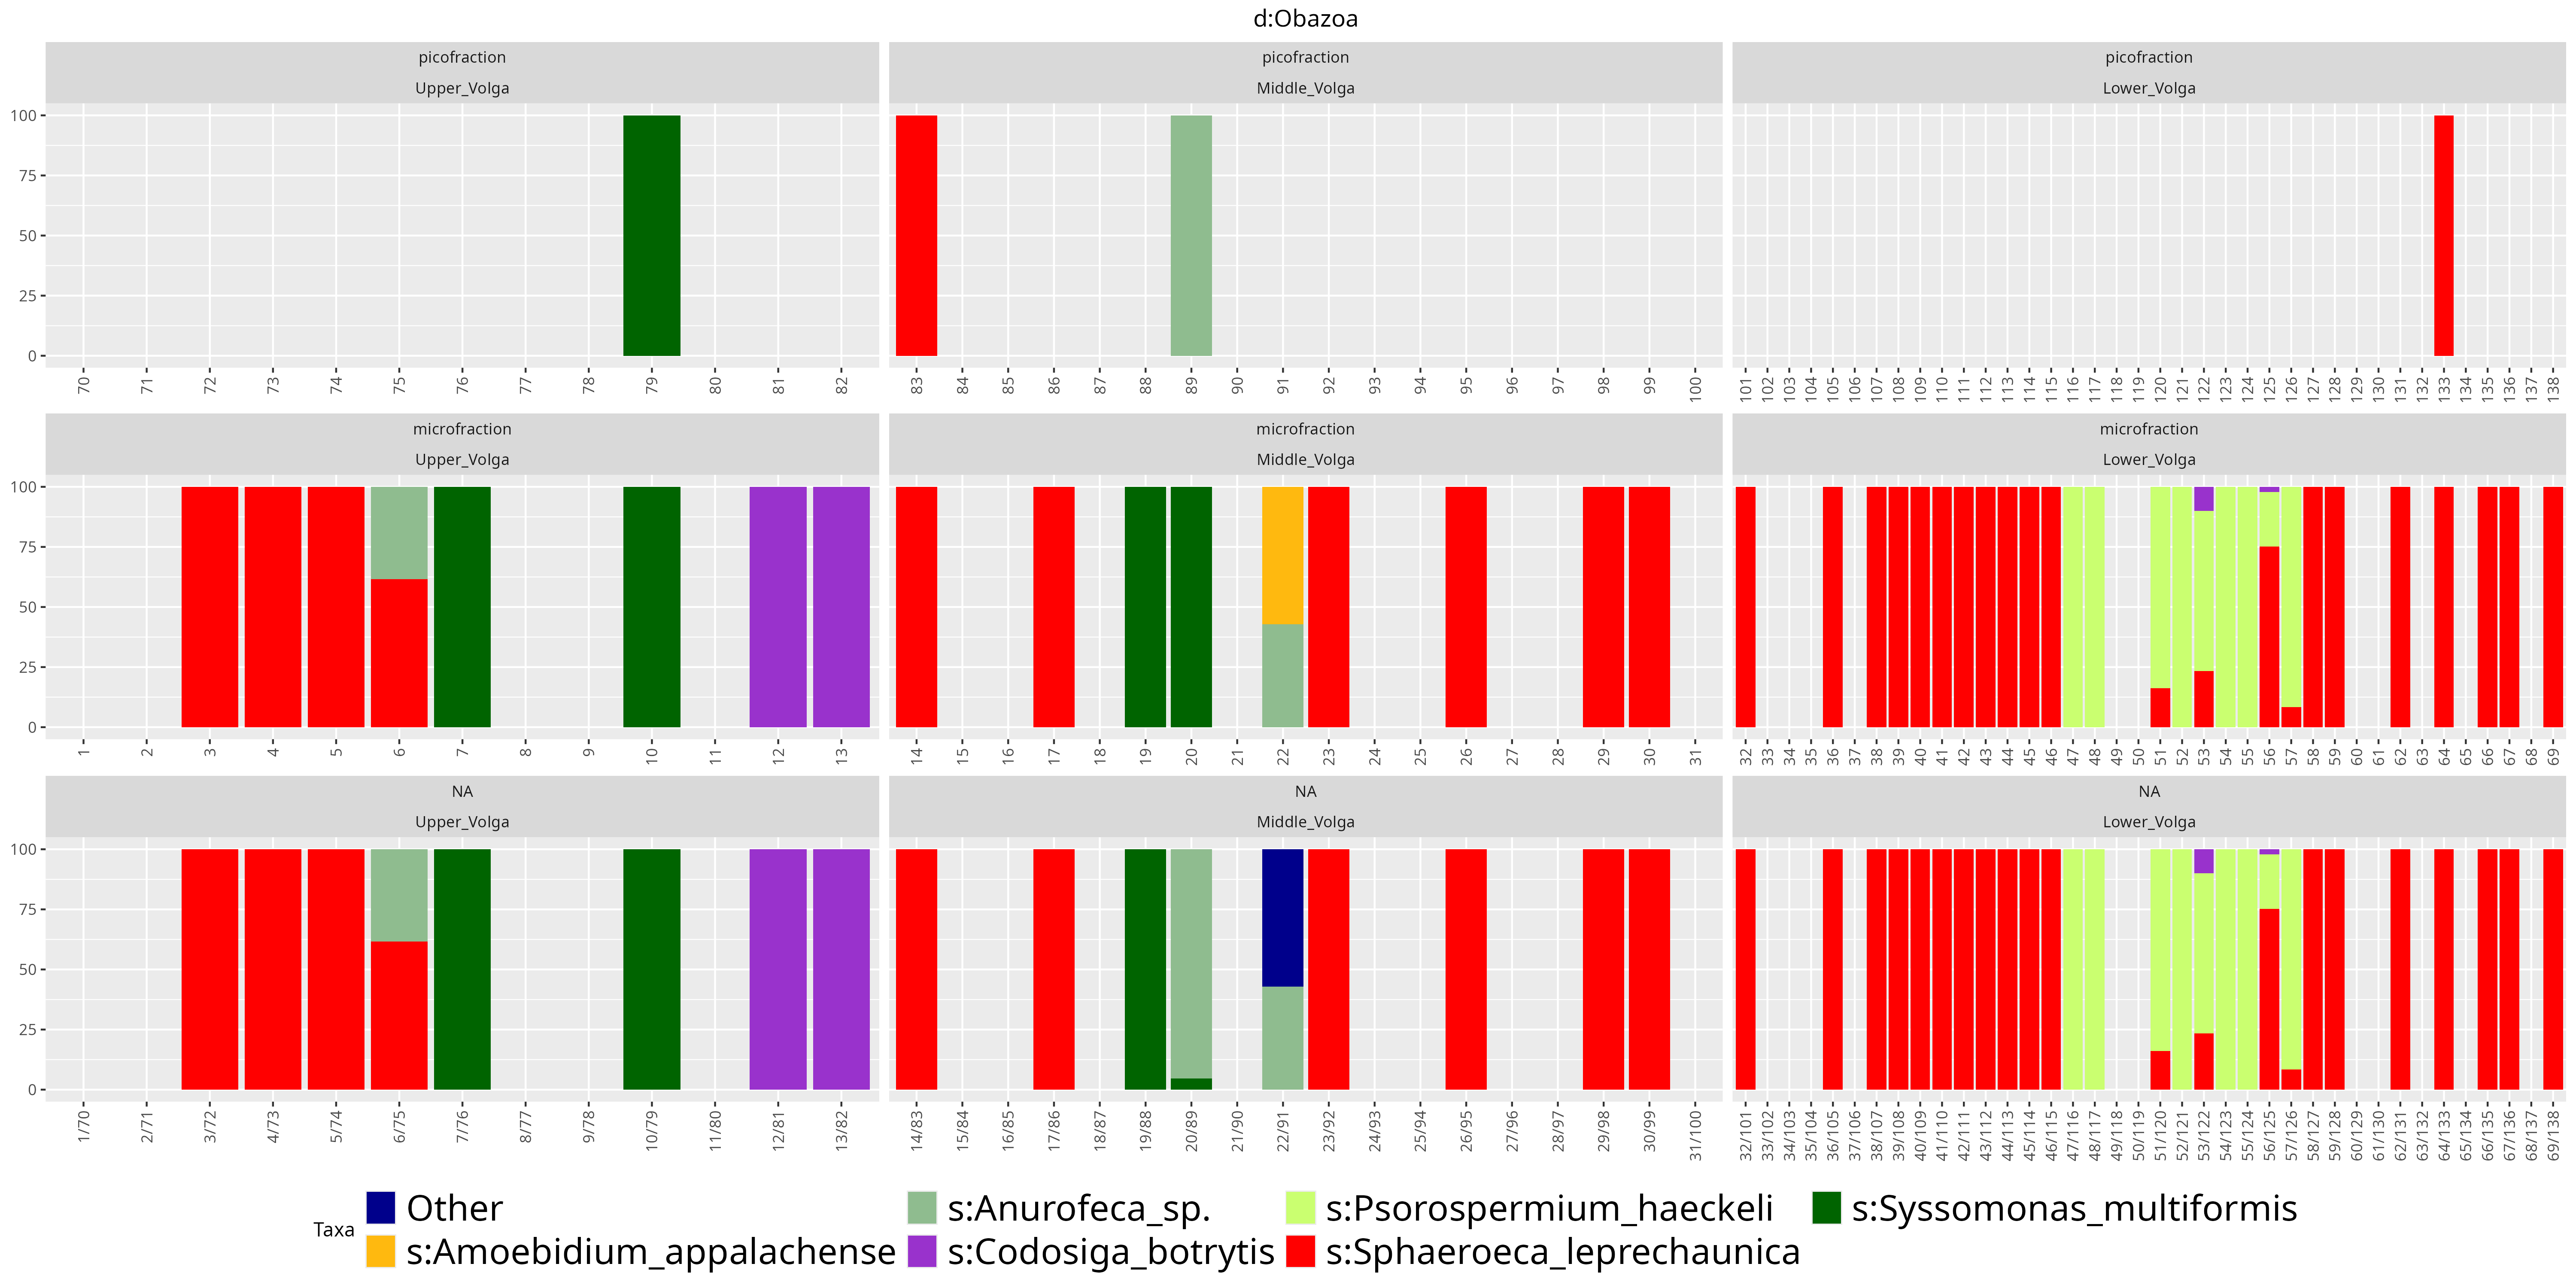 d:Obazoa
picofraction picofraction picofraction
Upper_Volga Middle_Volga Lower_Volga
100
75
50
25
0
70 71 72 73 74 75 76 77 78 79 80 81 82 83 84 85 86 87 88 89 90 91 92 93 94 95 96 97 98 99 100 101 102 103 104 105 106 107 108 109 110 111 112 113 114 115 116 117 118 119 120 121 122 123 124 125 126 127 128 129 130 131 132 133 134 135 136 137 138
microfraction microfraction microfraction
Upper_Volga Middle_Volga Lower_Volga
100
75
50
25
0
1 2 3 4 5 6 7 8 9 10 11 12 13 14 15 16 17 18 19 20 21 22 23 24 25 26 27 28 29 30 31 32 33 34 35 36 37 38 39 40 41 42 43 44 45 46 47 48 49 50 51 52 53 54 55 56 57 58 59 60 61 62 63 64 65 66 67 68 69
NA NA NA
Upper_Volga Middle_Volga Lower_Volga
100
75
50
25
0
1/70 2/71 3/72 4/73 5/74 6/75 7/76 8/77 9/78 10/79 11/80 12/81 13/82 14/83 15/84 16/85 17/86 18/87 19/88 20/89 21/90 22/91 23/92 24/93 25/94 26/95 27/96 28/97 29/98 30/99 31/100 32/101 33/102 34/103 35/104 36/105 37/106 38/107 39/108 40/109 41/110 42/111 43/112 44/113 45/114 46/115 47/116 48/117 49/118 50/119 51/120 52/121 53/122 54/123 55/124 56/125 57/126 58/127 59/128 60/129 61/130 62/131 63/132 64/133 65/134 66/135 67/136 68/137 69/138
Taxa
Other s:Anurofeca_sp. s:Psorospermium_haeckeli s:Syssomonas_multiformis
s:Amoebidium_appalachense s:Codosiga_botrytis s:Sphaeroeca_leprechaunica